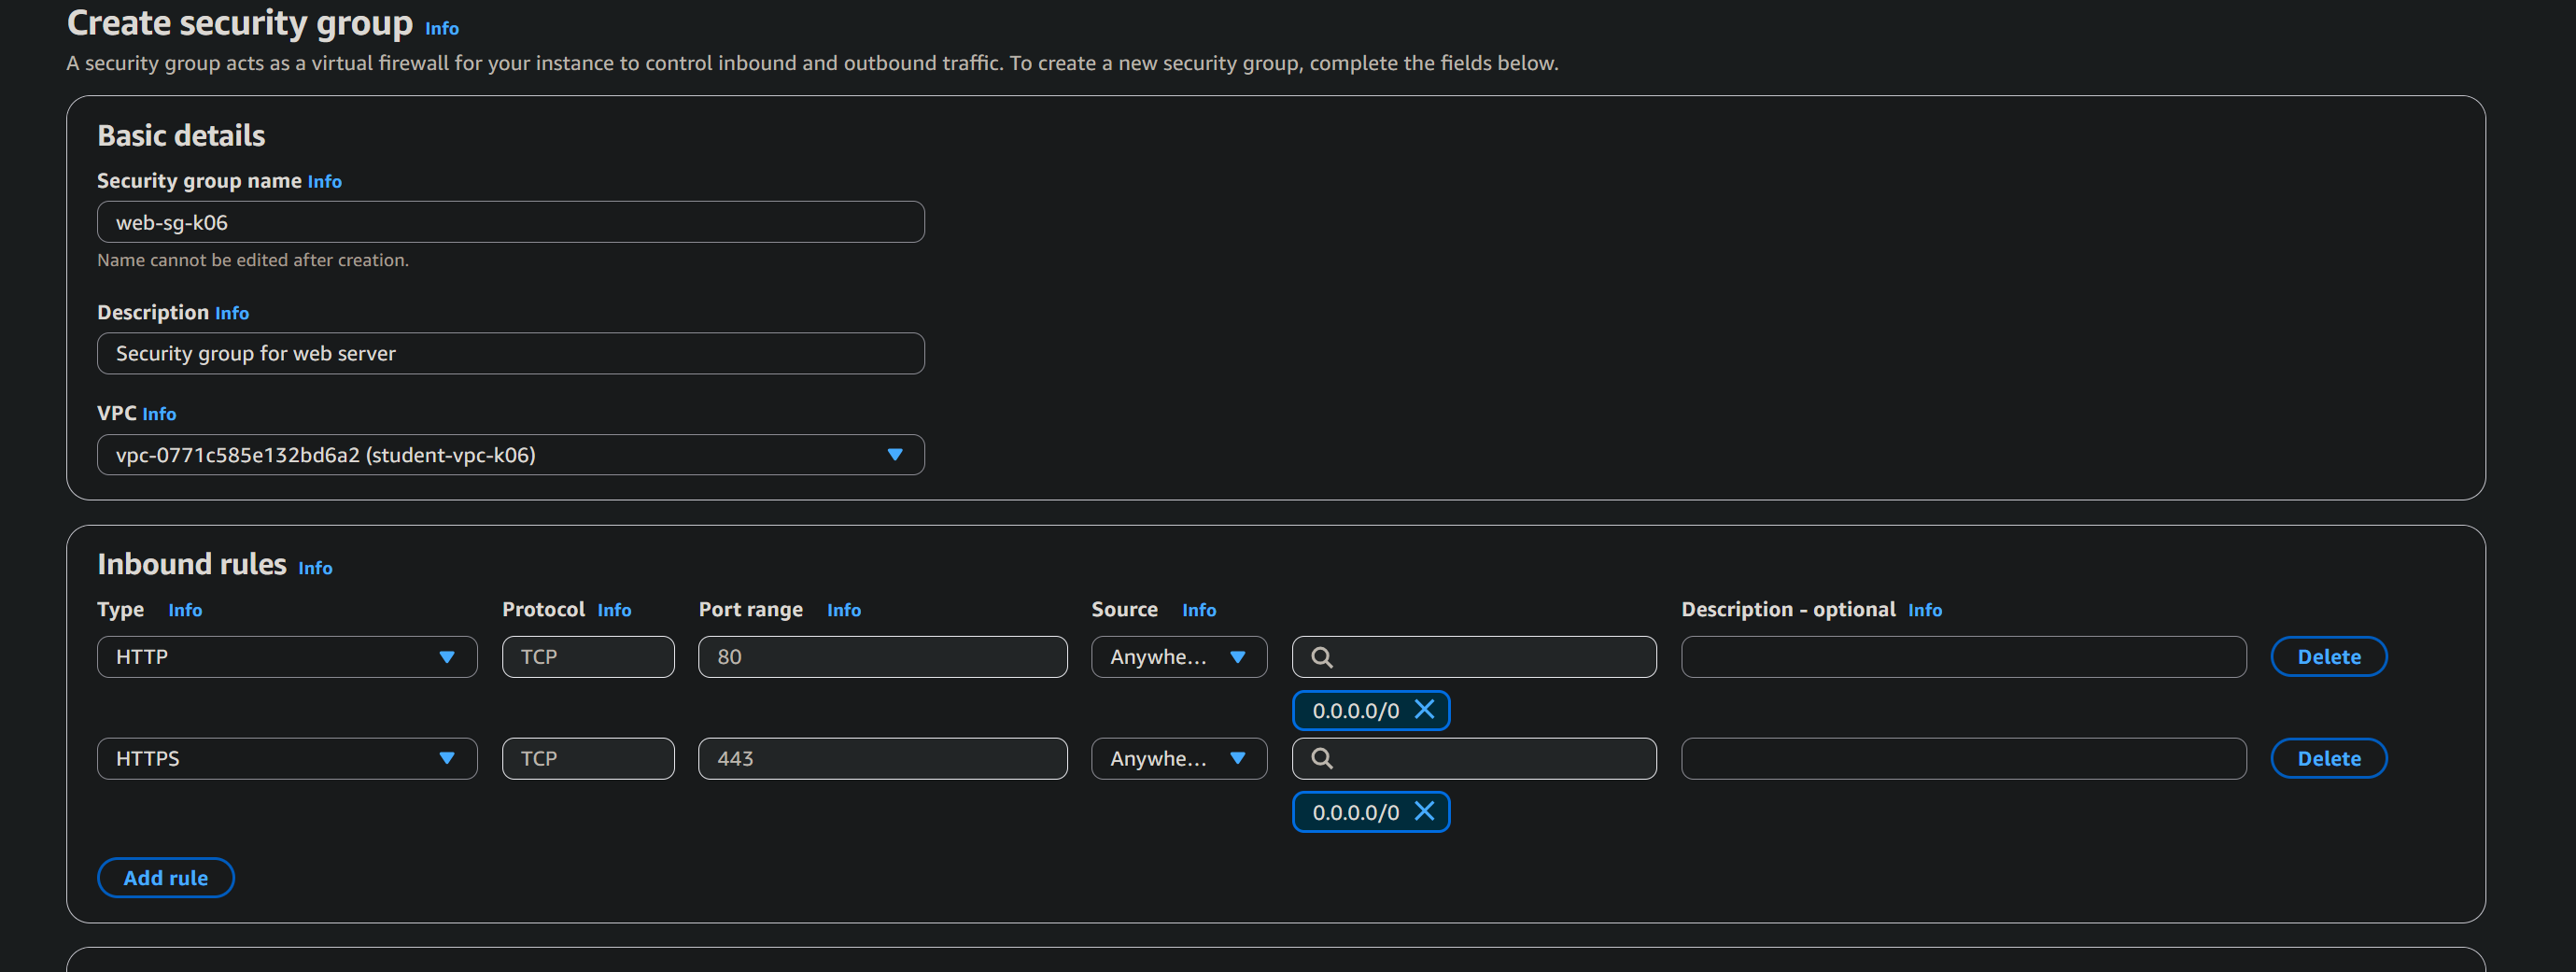 Create security group Info
A security group acts as a virtual firewall for your instance to control inbound and outbound traffic. To create a new security group, complete the fields below.
Basic details
Security group name Info
web-sg-k06
Name cannot be edited after creation.
Description Info
Security group for web server
VPC Info
vpc-0771c585e132bd6a2 (student-vpc-k06)
Inbound rules Info
Type Info Protocol Info Port range Info Source Info Description - optional Info
HTTP TCP 80 Anywhe... Delete
0.0.0.0/0
HTTPS TCP 443 Anywhe... Delete
0.0.0.0/0
Add rule